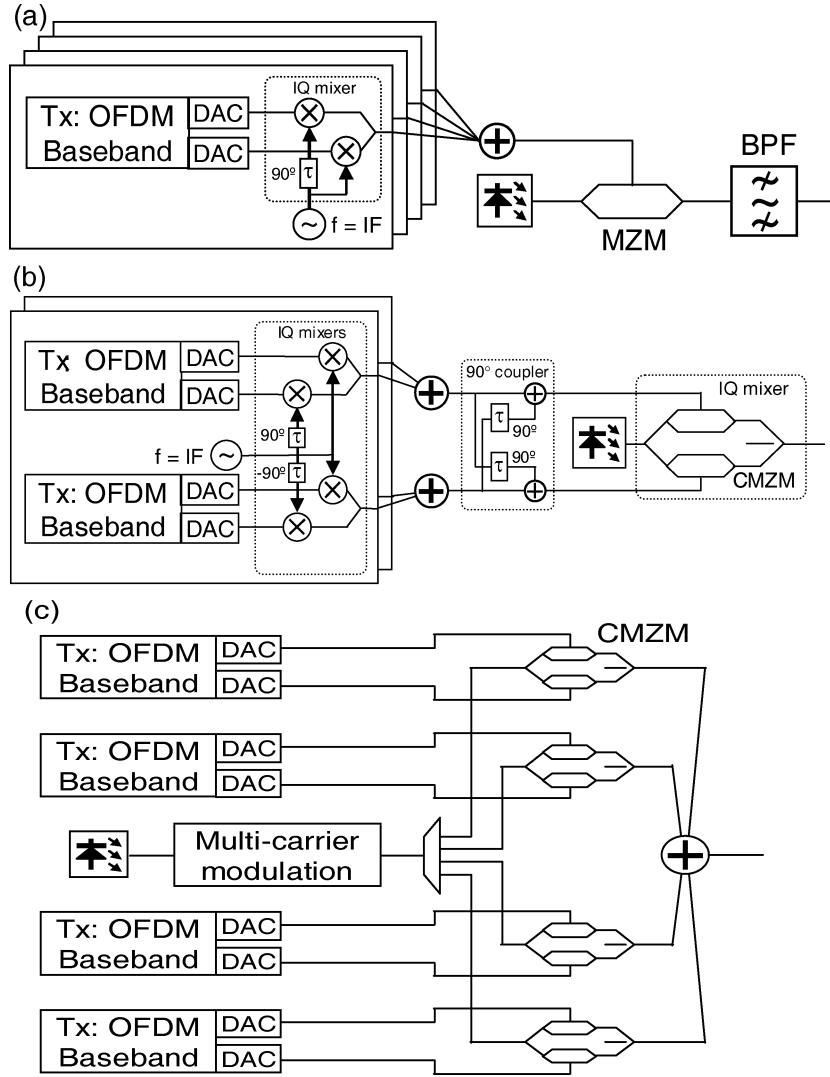 (a)
IQ mixer
Tx: OFDM
Baseband
DAC
DAC
90º
τ
~
f = IF
MZM
BPF
(b)
IQ mixers
Tx: OFDM
Baseband
DAC
DAC
90º
τ
f = IF
~
-90º
τ
Tx: OFDM
Baseband
DAC
DAC
90° coupler
τ
90º
90º
τ
IQ mixer
CMZM
(c)
Tx: OFDM
Baseband
DAC
DAC
CMZM
Tx: OFDM
Baseband
DAC
DAC
Multi-carrier
modulation
Tx: OFDM
Baseband
DAC
DAC
Tx: OFDM
Baseband
DAC
DAC